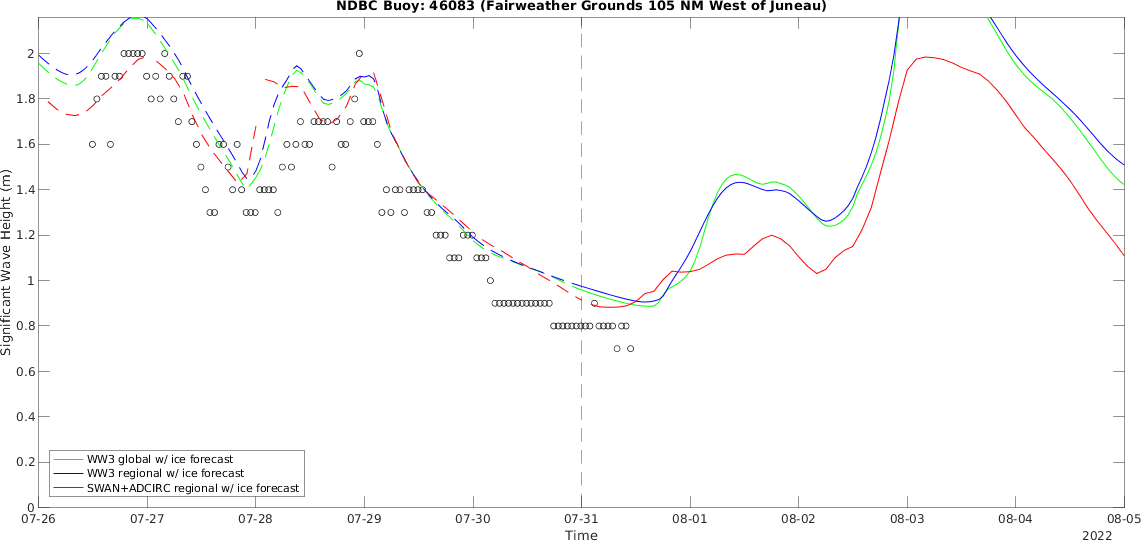 NDBC Buoy: 46083 (Fairweather Grounds 105 NM West of Juneau)
Significant Wave Height (m)
2
1.8
1.6
1.4
1.2
1
0.8
0.6
0.4
0.2
0
WW3 global w/ ice forecast
WW3 regional w/ ice forecast
SWAN+ADCIRC regional w/ ice forecast
07-26 07-27 07-28 07-29 07-30 07-31 08-01 08-02 08-03 08-04 08-05
Time
2022